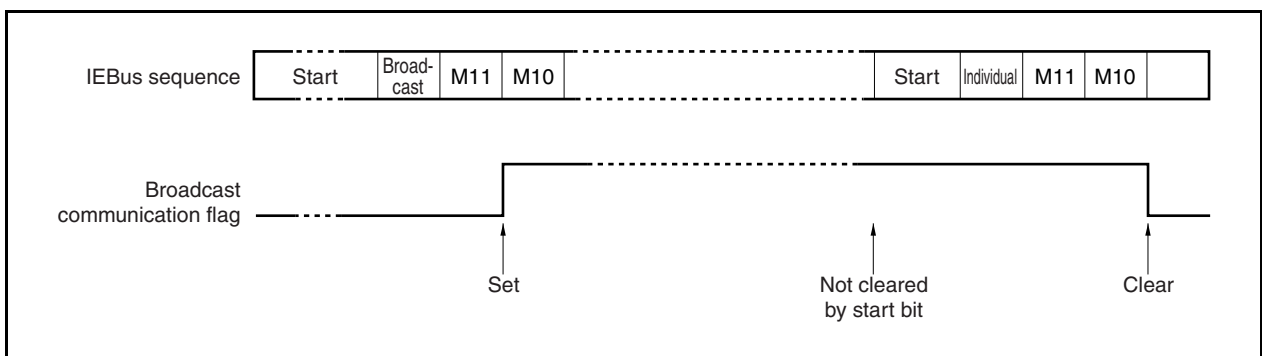 IEBus sequence
Start
Broad-
cast
M11
M10
Start
Individual
M11
M10
Broadcast
communication flag
Set
Not cleared
by start bit
Clear